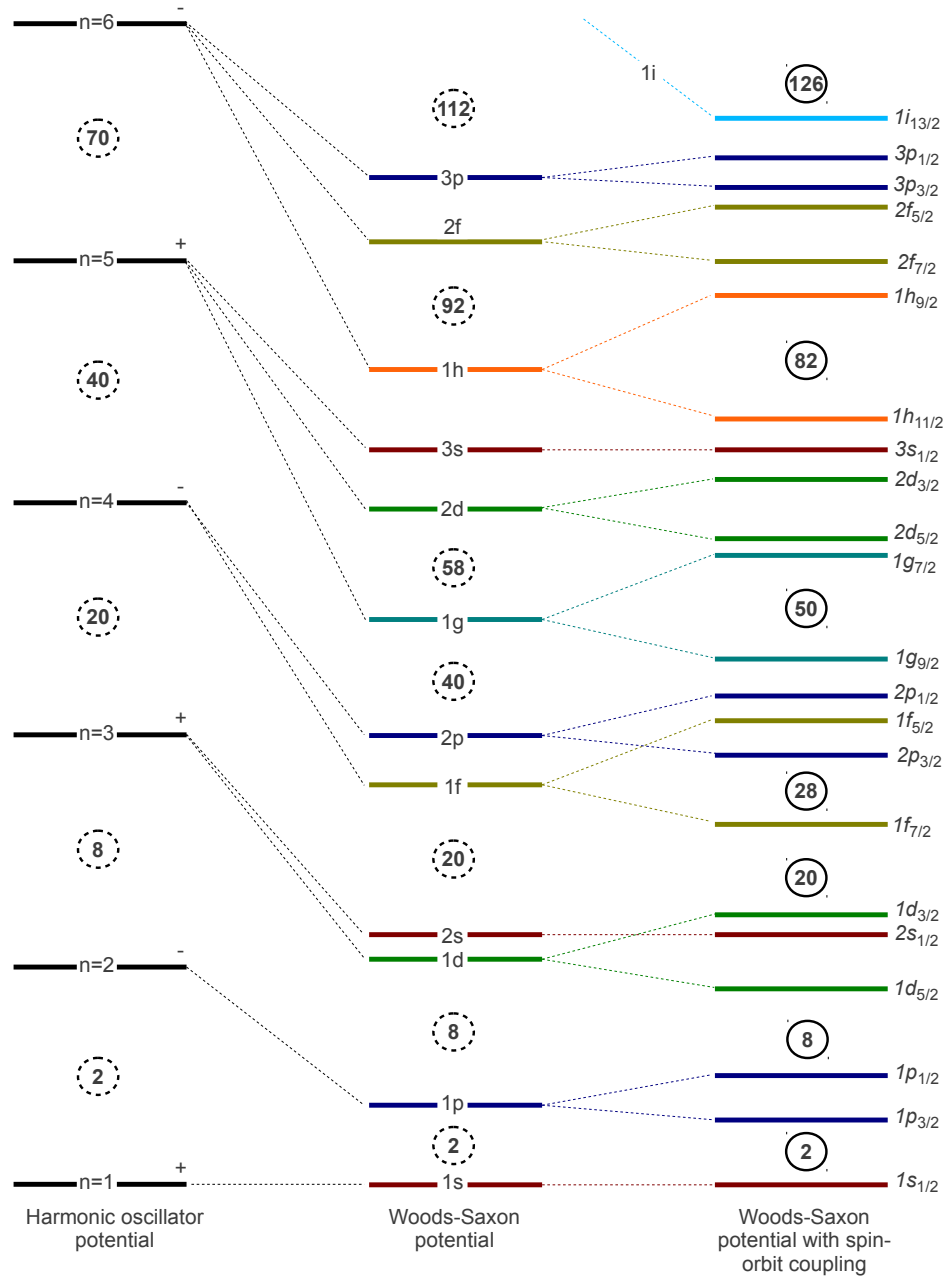 n=6
-
70
n=5
+
40
n=4
-
20
n=3
+
8
n=2
-
2
n=1
+
Harmonic oscillator
potential
112
3p
2f
92
1h
3s
2d
58
1g
40
2p
1f
20
2s
1d
8
1p
2
1s
Woods-Saxon
potential
1i
126
1i13/2
3p1/2
3p3/2
2f5/2
2f7/2
1h9/2
82
1h11/2
3s1/2
2d3/2
2d5/2
1g7/2
50
1g9/2
2p1/2
1f5/2
2p3/2
28
1f7/2
20
1d3/2
2s1/2
1d5/2
8
1p1/2
1p3/2
2
1s1/2
Woods-Saxon
potential with spin-
orbit coupling